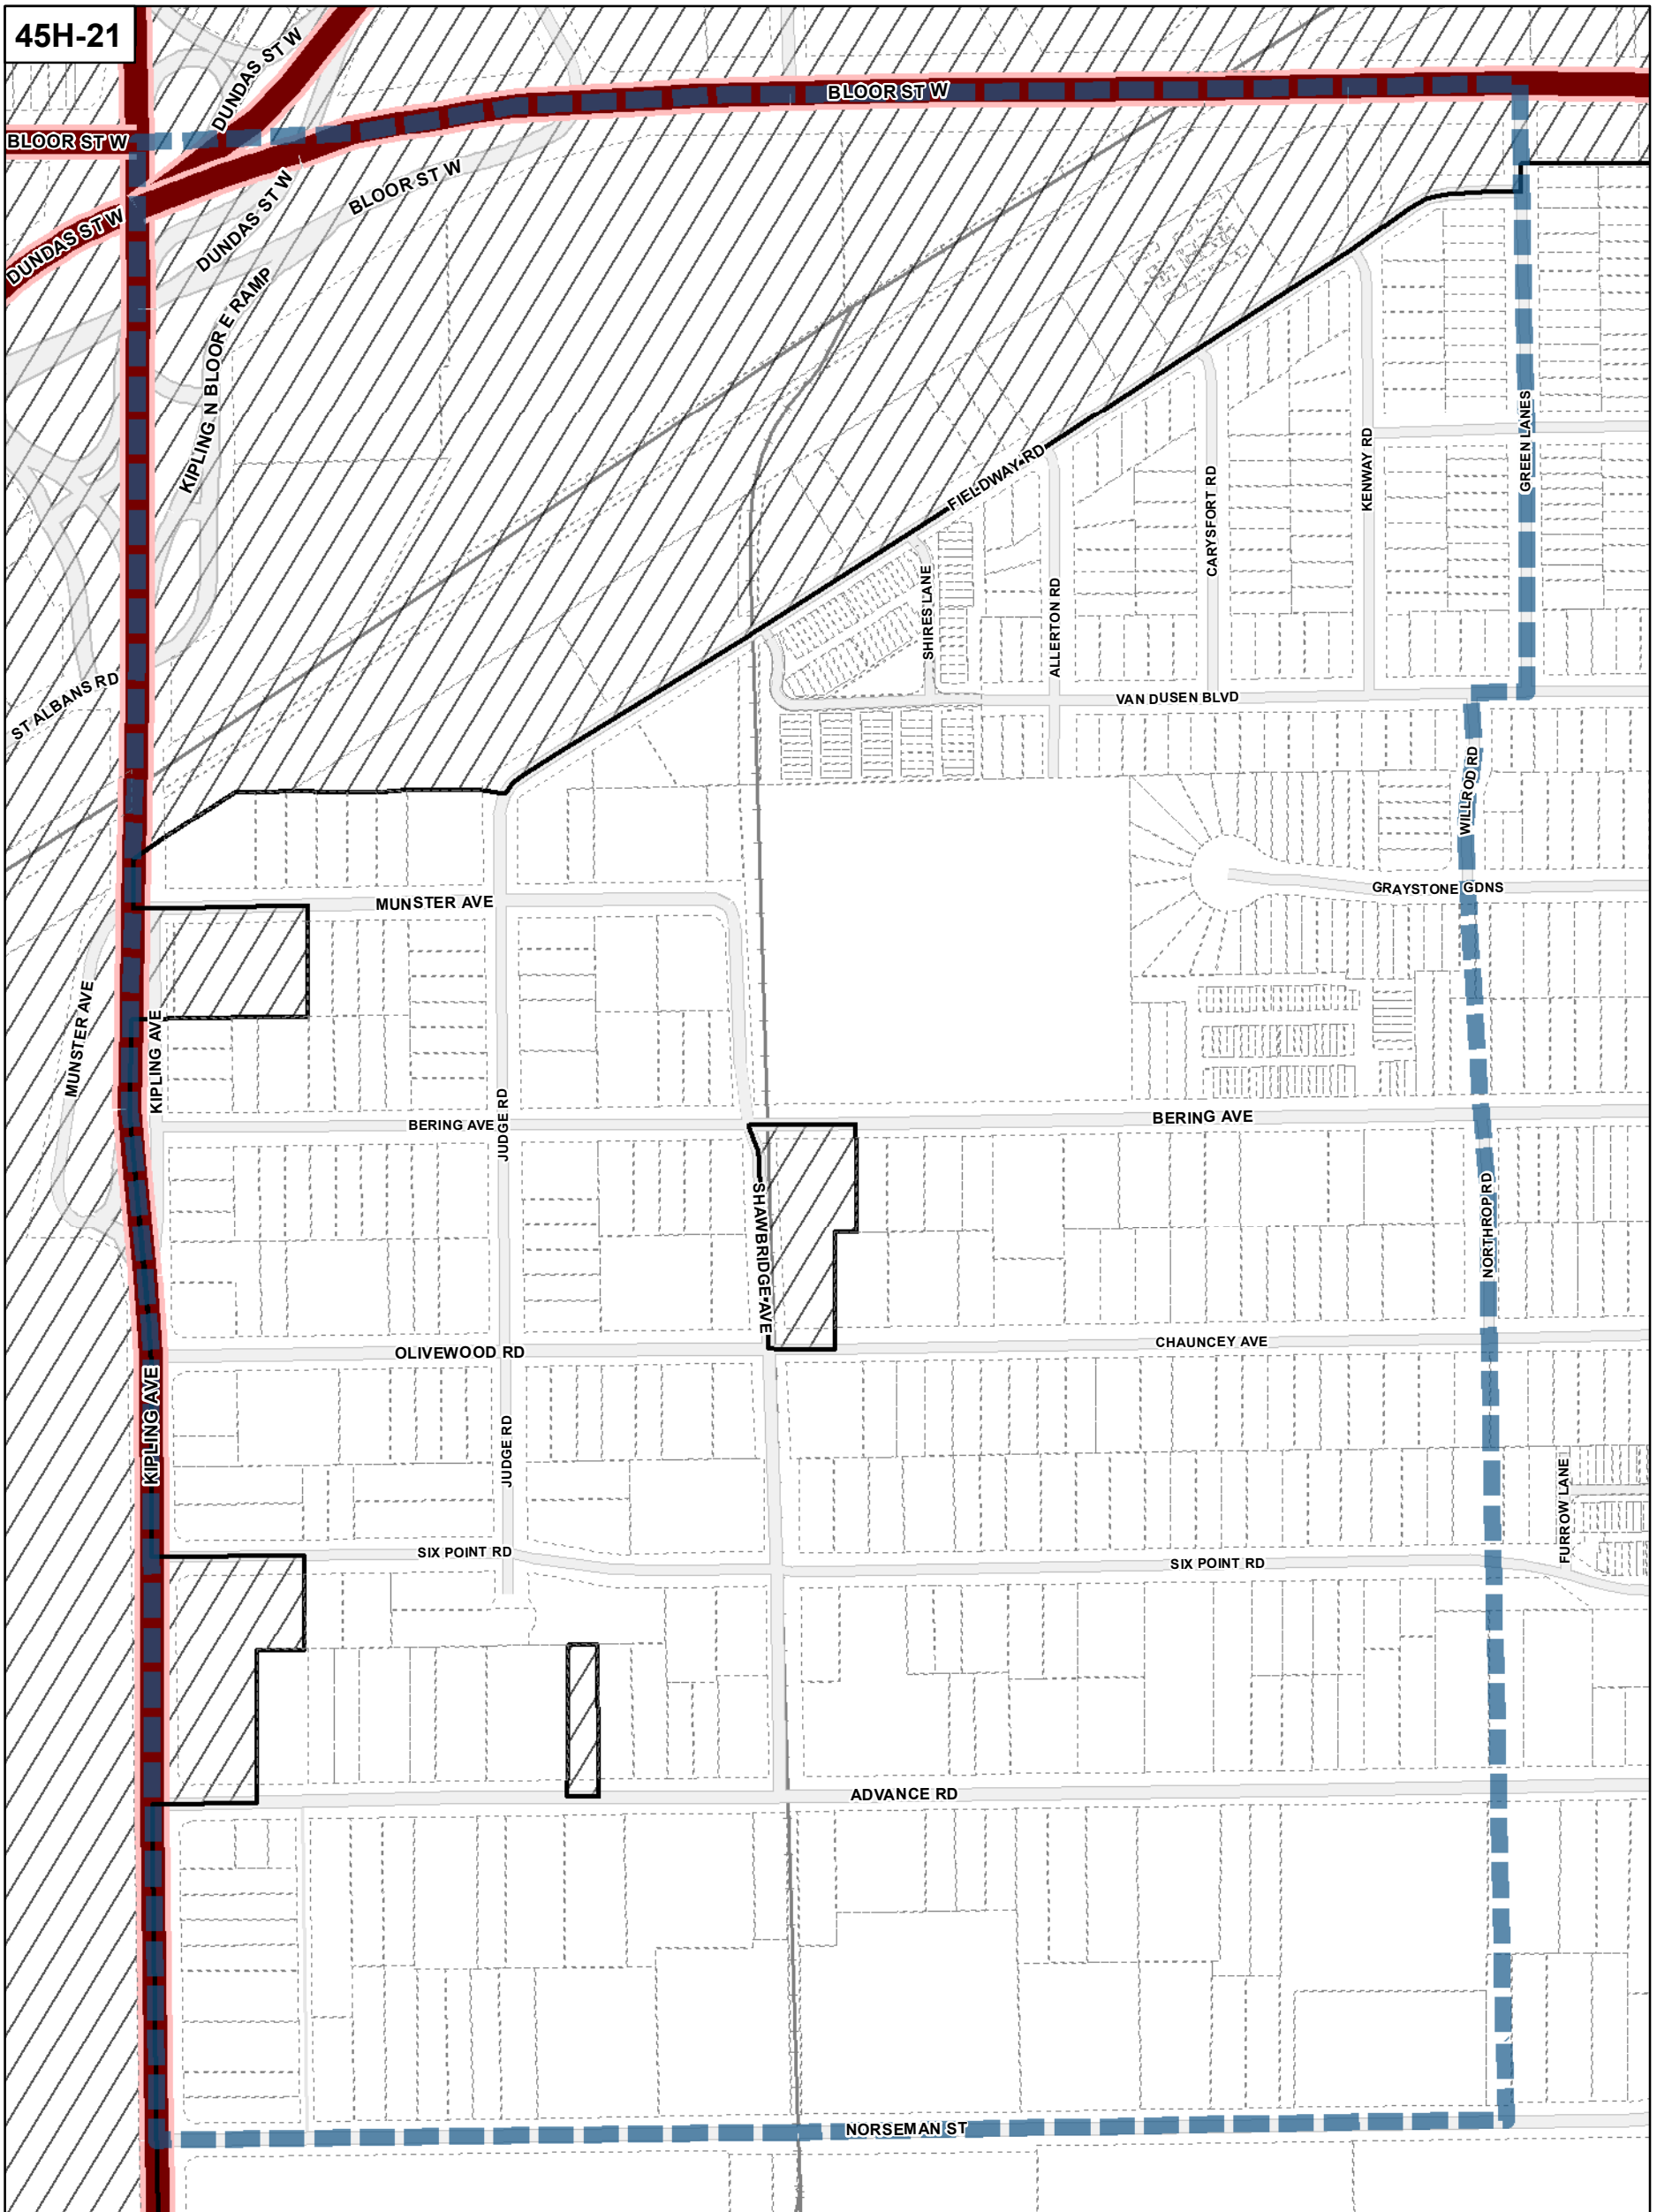 45H-21
DUNDAS ST W
BLOOR ST W
BLOOR ST W
BLOOR ST W
DUNDAS ST W
DUNDAS ST W
KIPLING N BLOOR E RAMP
GREEN LANES
KENWAY RD
FIELDWAY RD
CARYSFORT RD
SHIRES LANE
ALLERTON RD
ST ALBANS RD
VAN DUSEN BLVD
WILLROD RD
GRAYSTONE GDNS
MUNSTER AVE
MUNSTER AVE
KIPLING AVE
JUDGE RD
BERING AVE
BERING AVE
SHAWBRIDGE AVE
NORTHROP RD
OLIVEWOOD RD
CHAUNCEY AVE
KIPLING AVE
JUDGE RD
FURROW LANE
SIX POINT RD
SIX POINT RD
ADVANCE RD
NORSEMAN ST